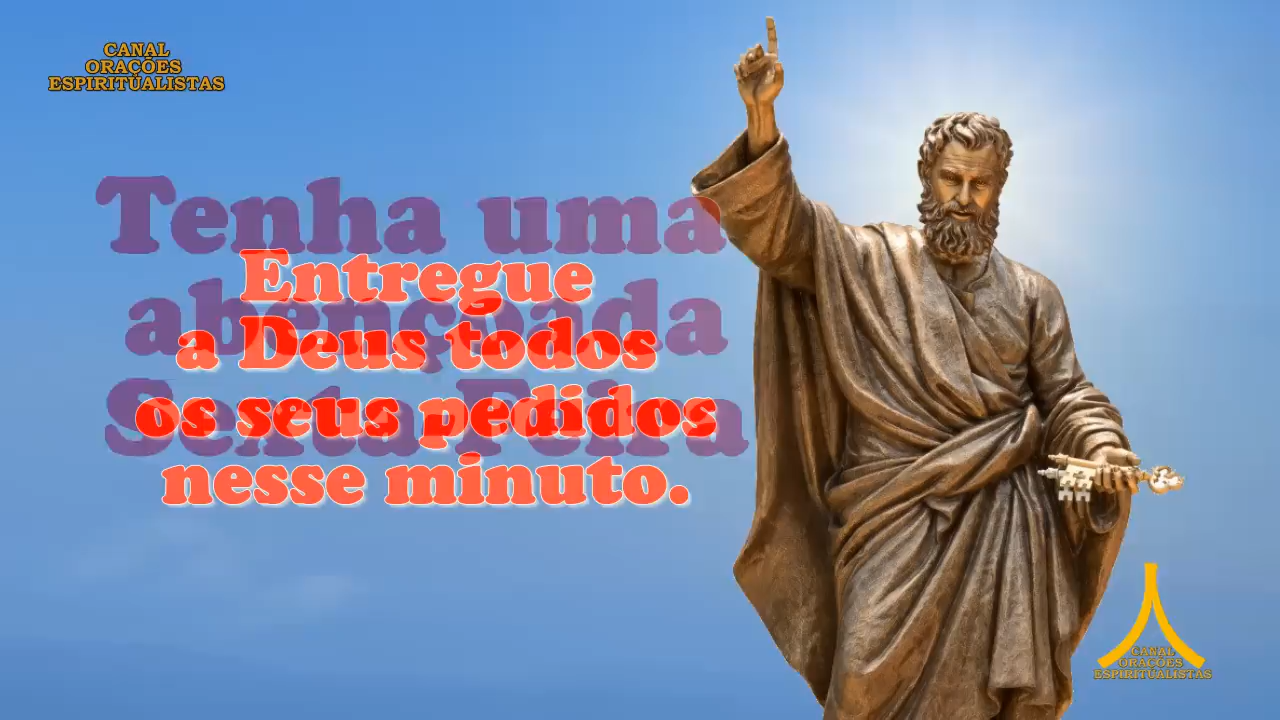 CANAL
ORAÇÕES
ESPIRITUALISTAS
Tenha uma
abençoada
Sexta Feira
Entregue
a Deus todos
os seus pedidos
nesse minuto.
CANAL
ORAÇÕES
ESPIRITUALISTAS